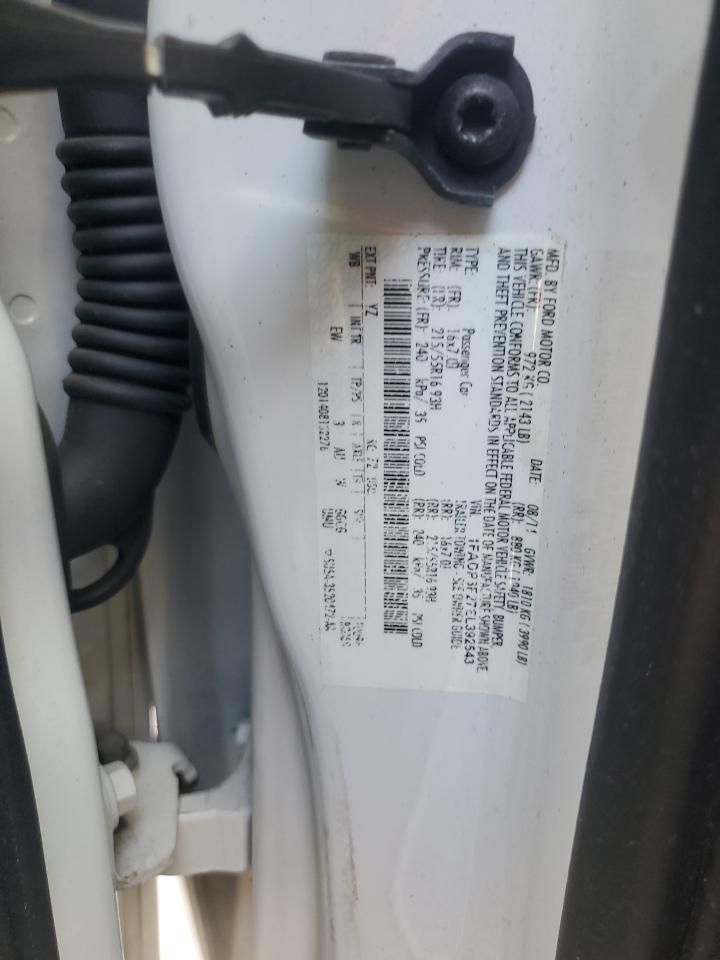 MFD. BY FORD MOTOR CO.
DATE: 08/14 GVWR: 1810 KG (3990 LB)
GAWR (FR): 972 KG (2143 LB) (RR): 880 KG
THIS VEHICLE CONFORMS TO ALL APPLICABLE FEDERAL MOTOR VEHICLE SAFETY, BUMPER,
AND THEFT PREVENTION STANDARDS IN EFFECT ON THE DATE OF MANUFACTURE SHOWN ABOVE
VIN: 1FADP3F27EL392543
TYPE: Passenger Car TRAILER TOWING - SEE OWNER GUIDE
RIM: (FR): 16x7.0J (RR): 16x7.0J
TIRE: (FR): 215/55R16 93H (RR): 215/55R16 93H
PRESSURE: (FR): 240 kPa/ 35 PSI COLD (RR): 240 kPa/ 35 PSI COLD
EXT PNT: YZ RC: 72
WB INT TR TP/PS R AXLE TR
EW 3